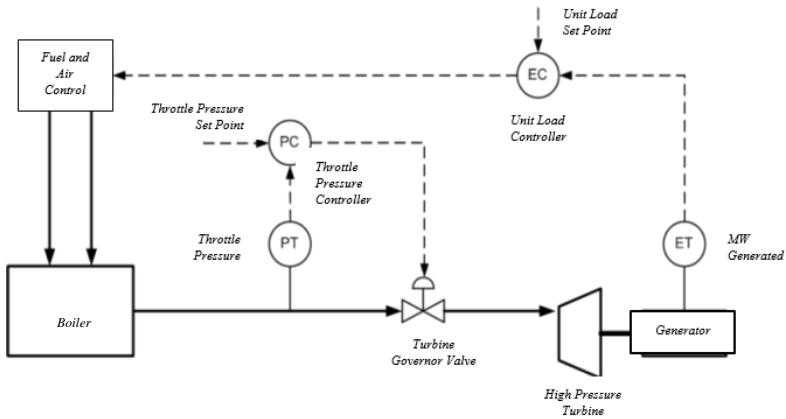 Unit Load
Set Point
Fuel and
Air
Control
EC
Throttle Pressure
Set Point
PC
Unit Load
Controller
Throttle
Pressure
Controller
Throttle
Pressure
PT
ET
MW
Generated
Boiler
Generator
Turbine
Governor Valve
High Pressure
Turbine